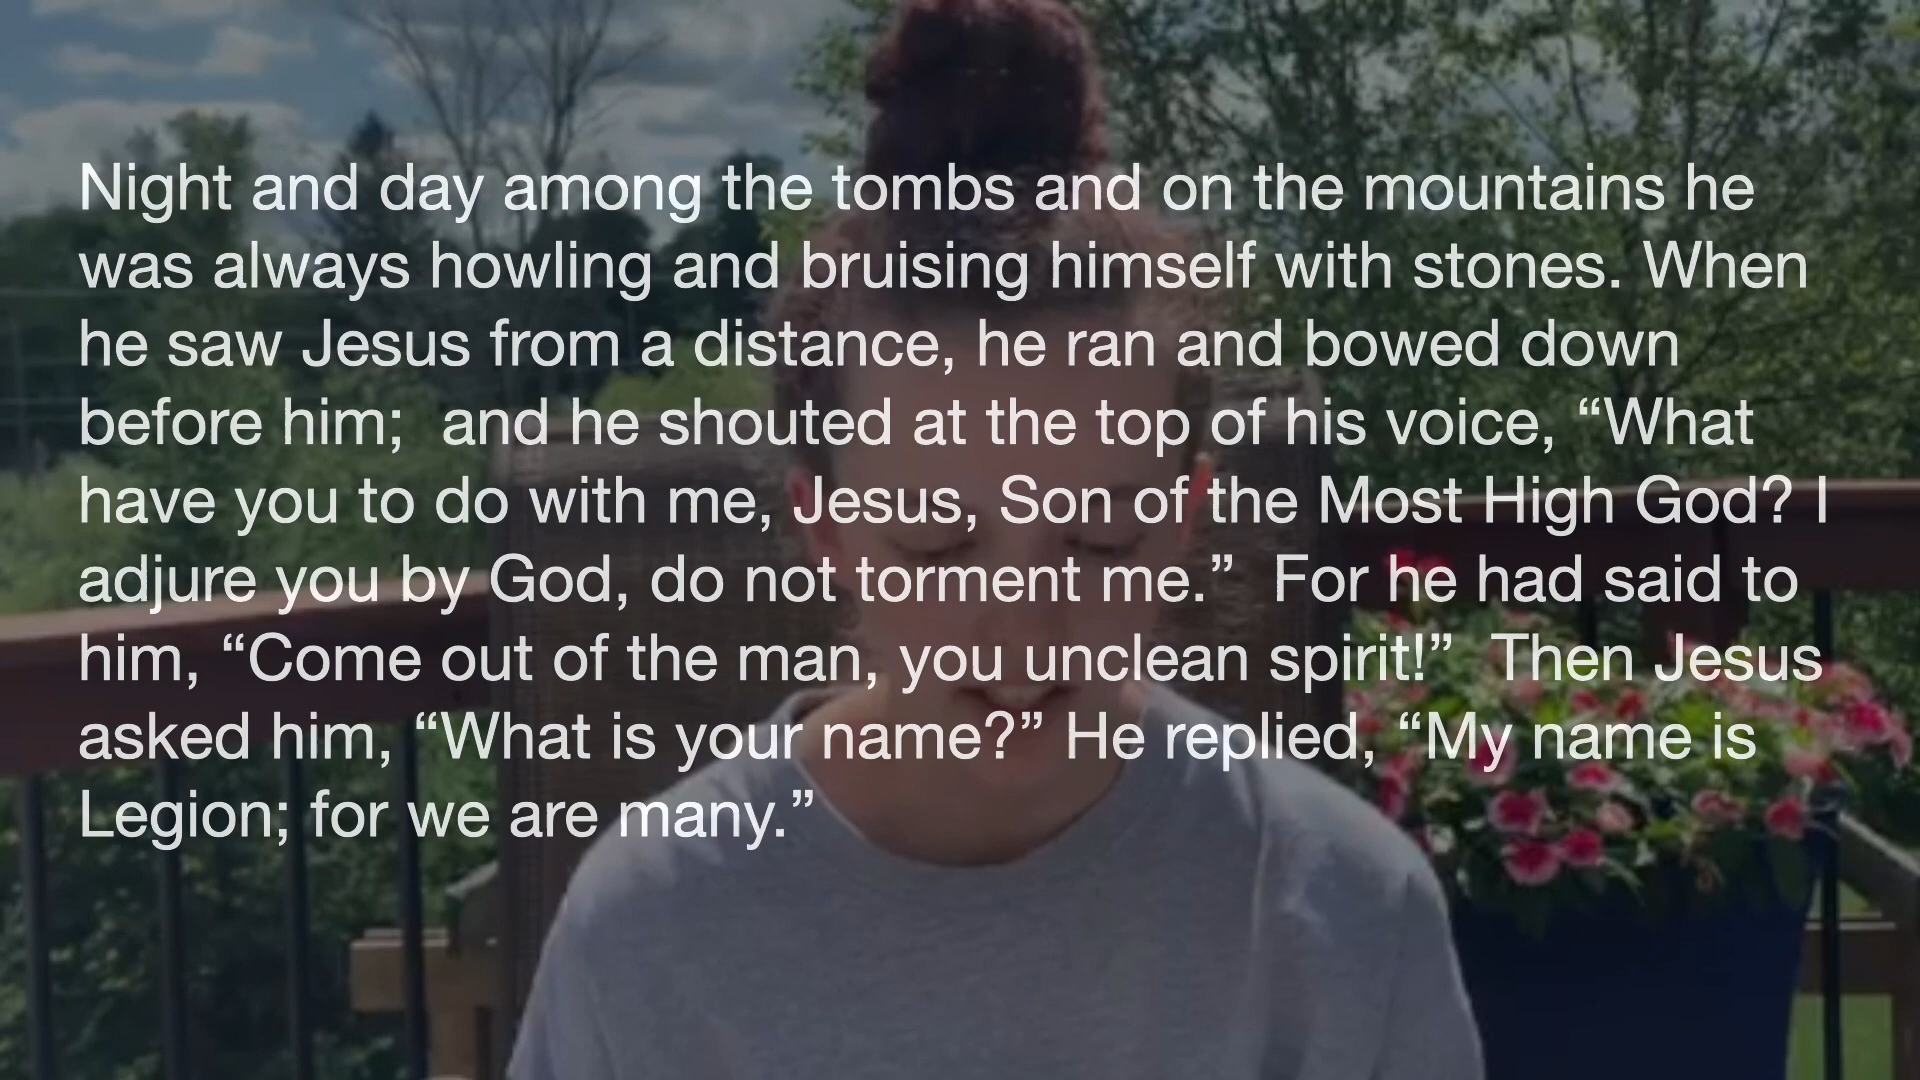 Night and day among the tombs and on the mountains he
was always howling and bruising himself with stones. When
he saw Jesus from a distance, he ran and bowed down
before him;  and he shouted at the top of his voice, “What
have you to do with me, Jesus, Son of the Most High God? I
adjure you by God, do not torment me.”  For he had said to
him, “Come out of the man, you unclean spirit!”  Then Jesus
asked him, “What is your name?” He replied, “My name is
Legion; for we are many.”